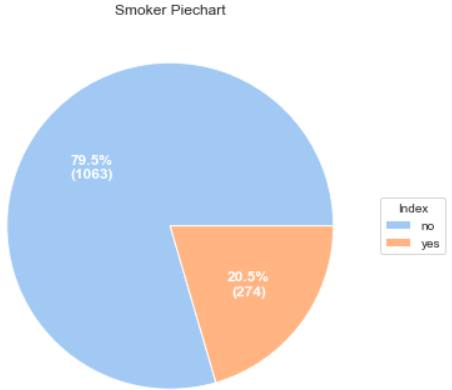 Smoker Piechart
79.5%
(1063)
20.5%
(274)
Index
no
yes